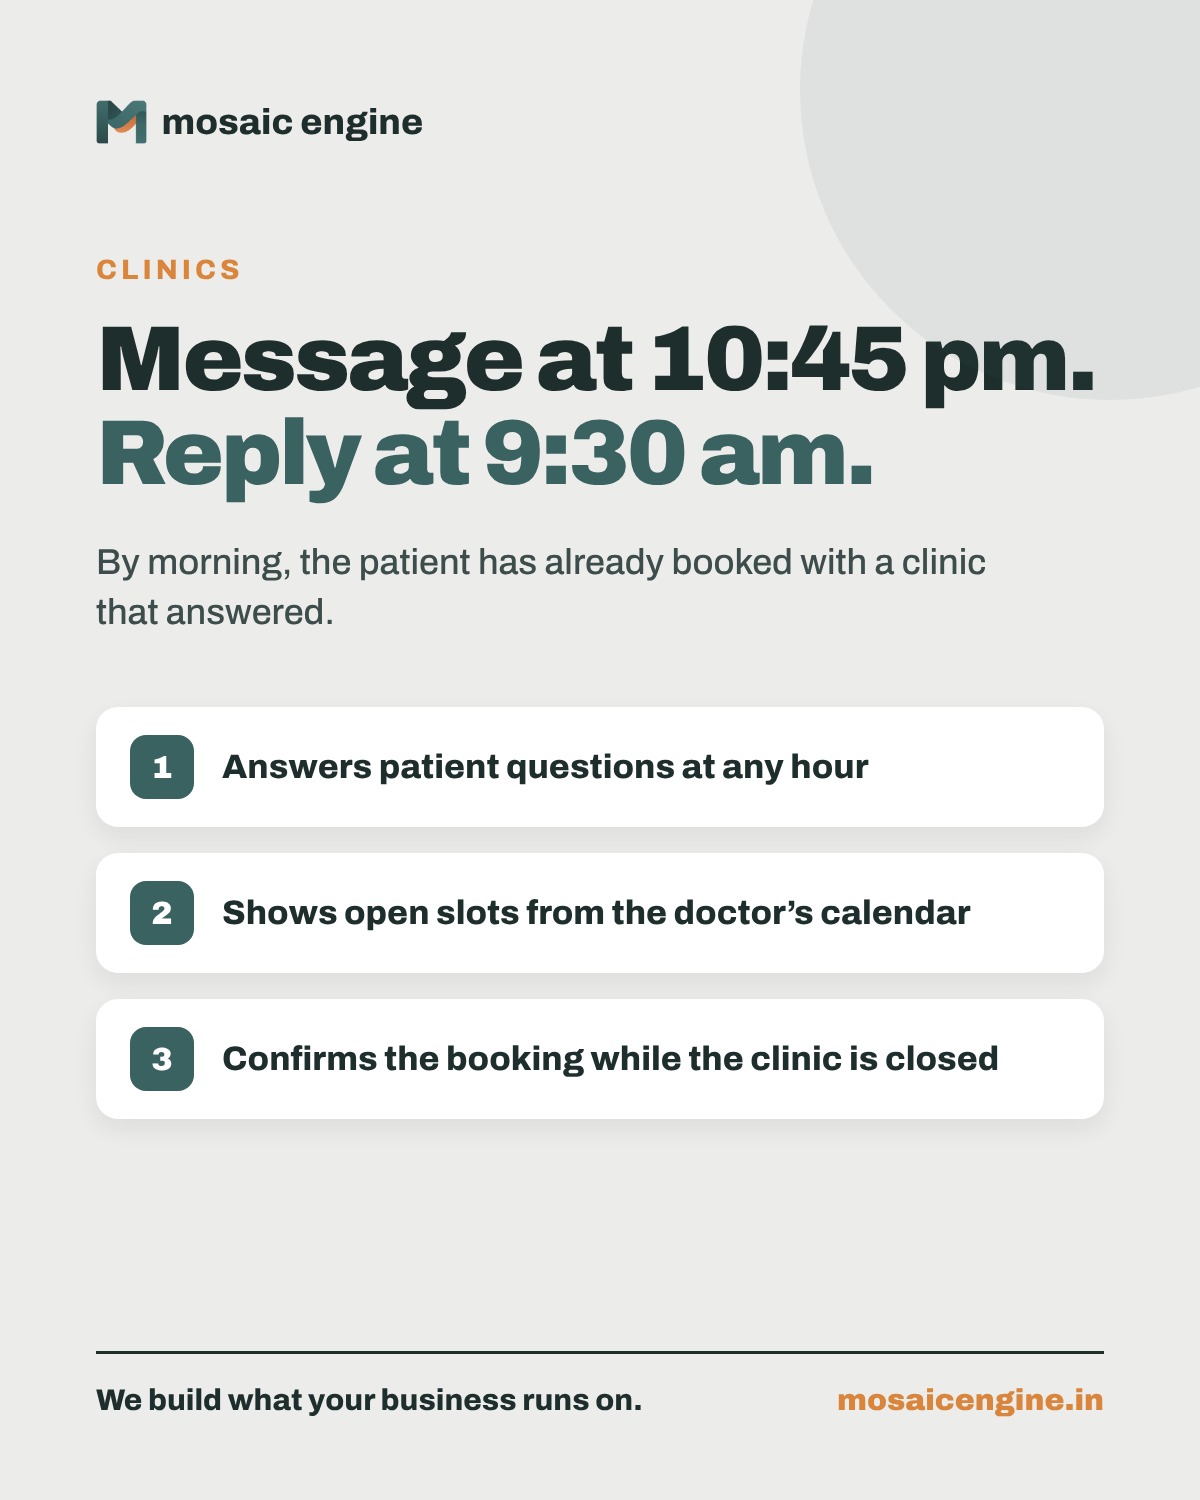 mosaic engine
CLINICS
Message at 10:45 pm.
Reply at 9:30 am.
By morning, the patient has already booked with a clinic
that answered.
1 Answers patient questions at any hour
2 Shows open slots from the doctor’s calendar
3 Confirms the booking while the clinic is closed
We build what your business runs on. mosaicengine.in